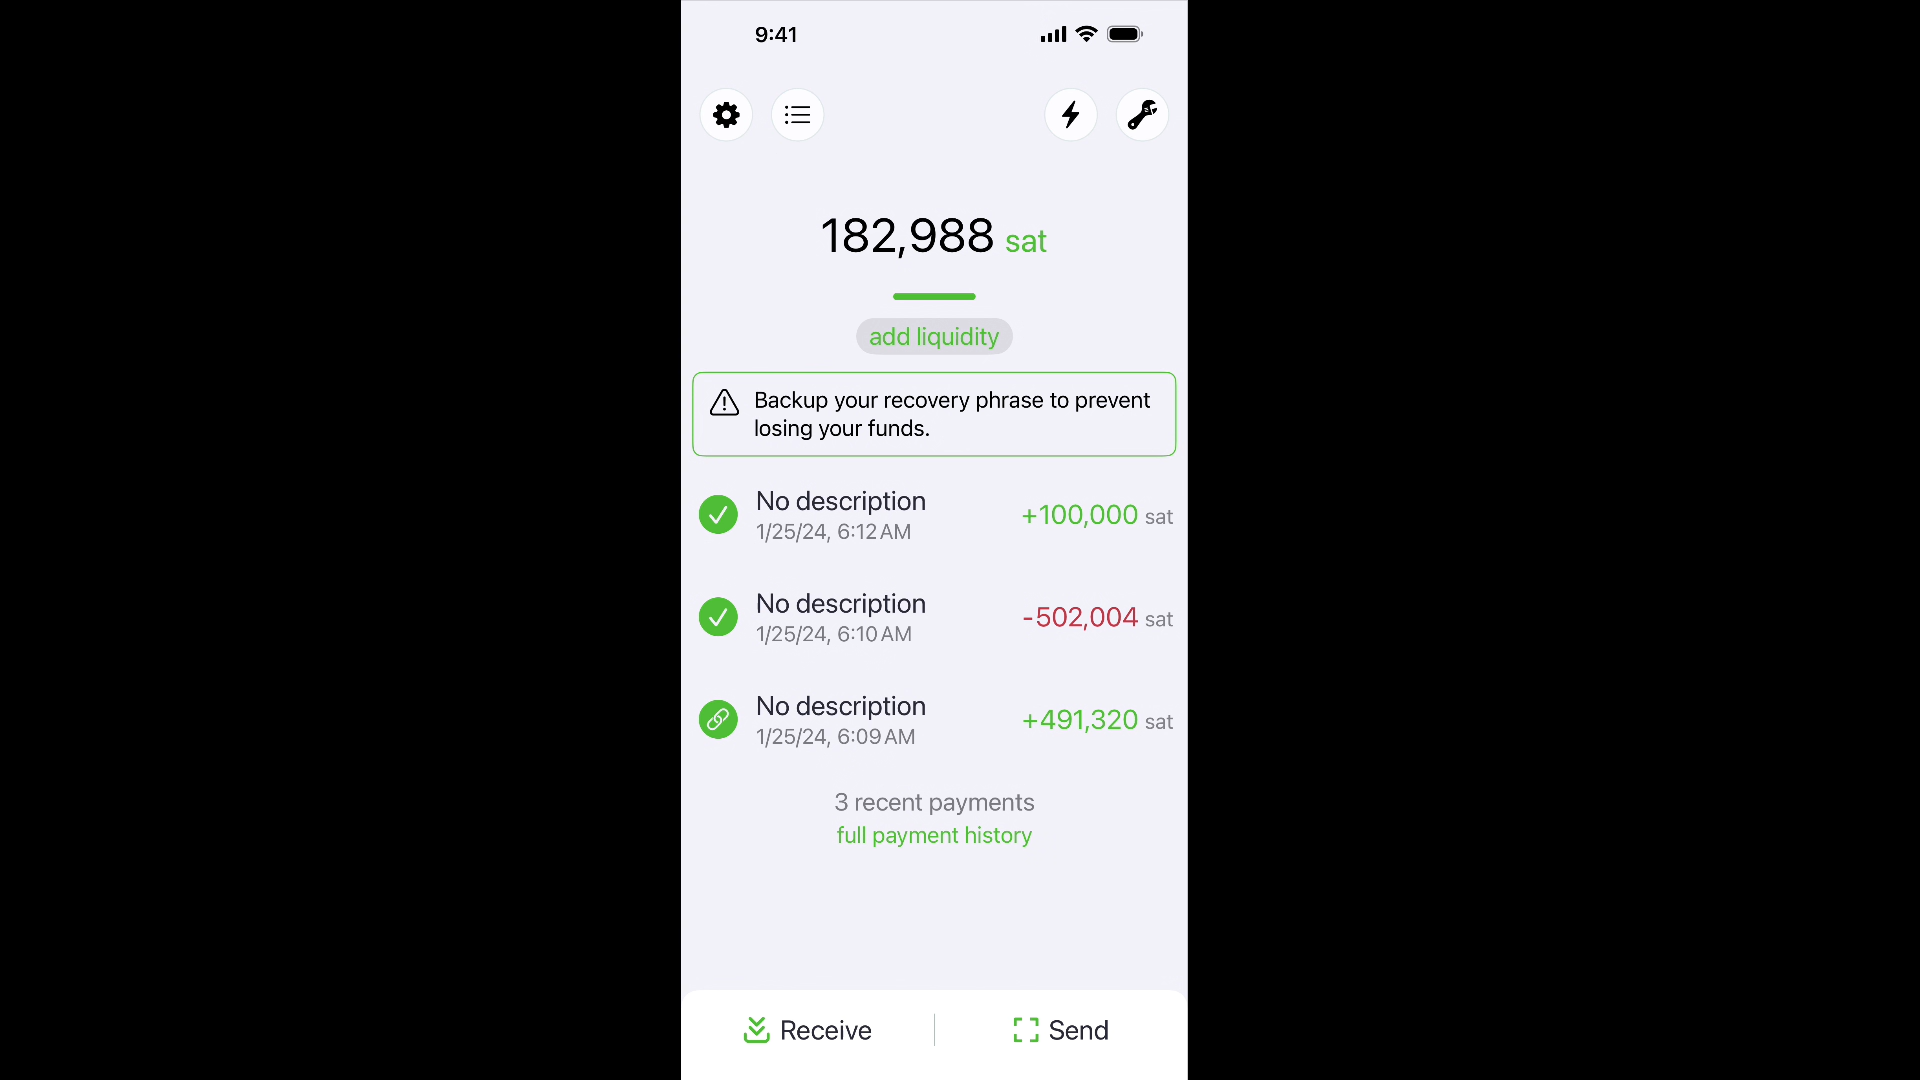 9:41
182,988 sat
add liquidity
Backup your recovery phrase to prevent
losing your funds.
No description
1/25/24, 6:12 AM
+100,000 sat
No description
1/25/24, 6:10 AM
-502,004 sat
No description
1/25/24, 6:09 AM
+491,320 sat
3 recent payments
full payment history
Receive
Send